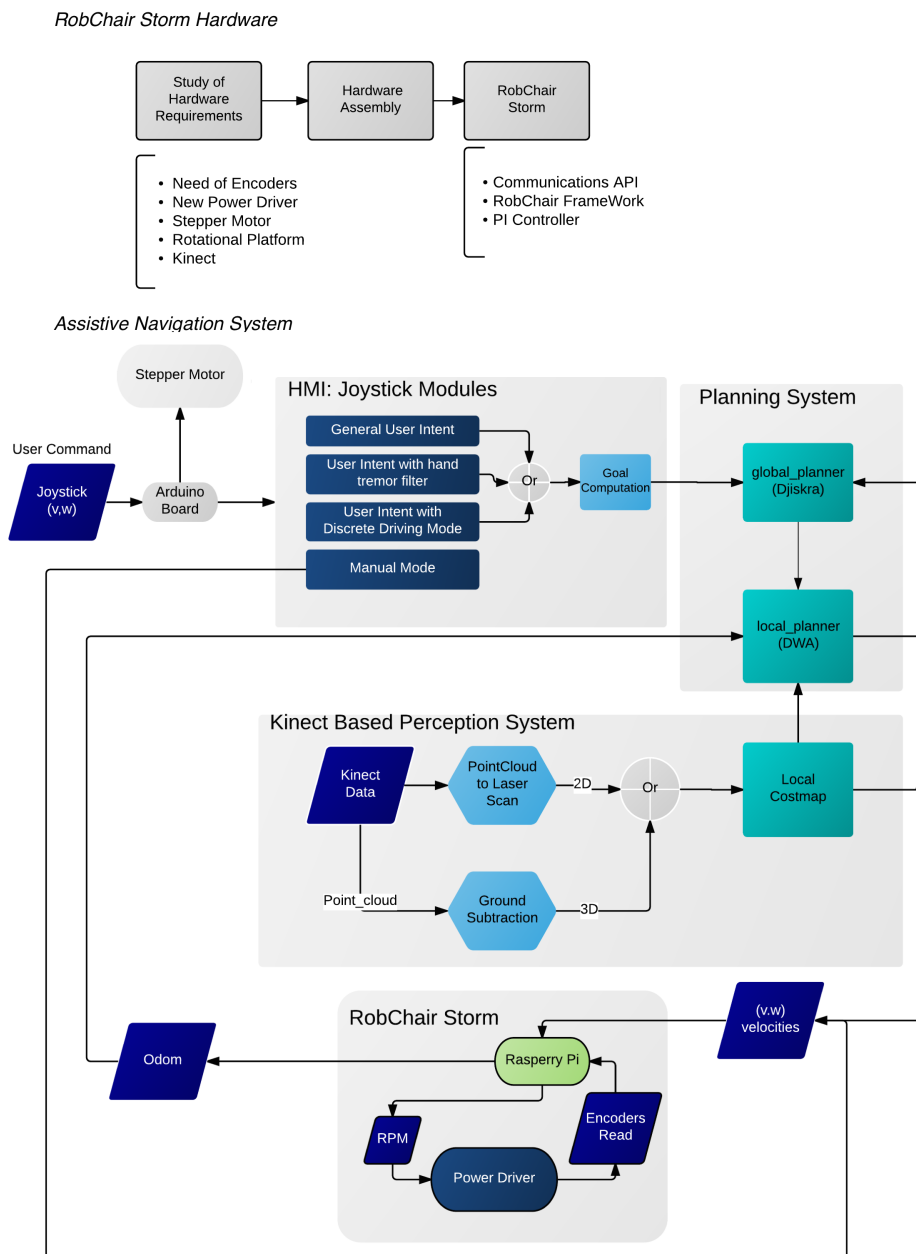 RobChair Storm Hardware
Study of
Hardware
Requirements
Hardware
Assembly
RobChair
Storm
• Need of Encoders
• New Power Driver
• Stepper Motor
• Rotational Platform
• Kinect
• Communications API
• RobChair FrameWork
• PI Controller
Assistive Navigation System
Stepper Motor
User Command
Joystick
(v,w)
Arduino
Board
HMI: Joystick Modules
General User Intent
User Intent with hand
tremor filter
User Intent with
Discrete Driving Mode
Manual Mode
Or
Goal
Computation
Planning System
global_planner
(Djiskra)
local_planner
(DWA)
Kinect Based Perception System
Kinect
Data
PointCloud
to Laser
Scan
2D
Or
Local
Costmap
Point_cloud
Ground
Subtraction
3D
RobChair Storm
(v.w)
velocities
Odom
Rasperry Pi
RPM
Encoders
Read
Power Driver